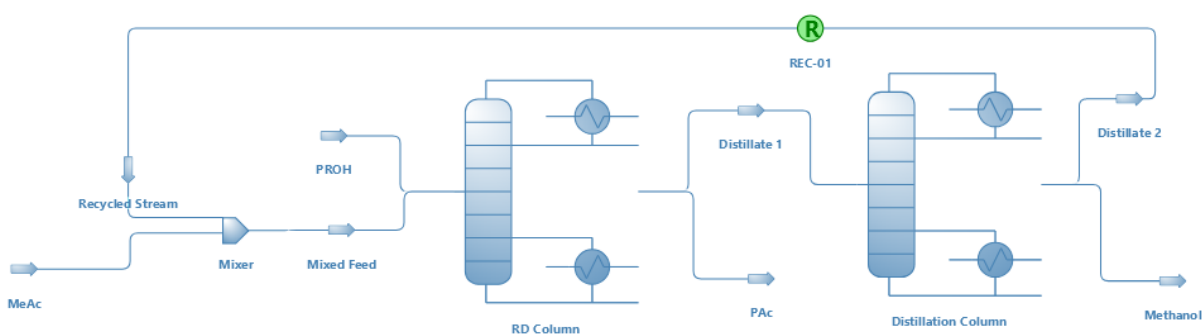 R
REC-01
Distillate 1
Distillate 2
PROH
Recycled Stream
Mixer
Mixed Feed
MeAc
RD Column
PAc
Distillation Column
Methanol